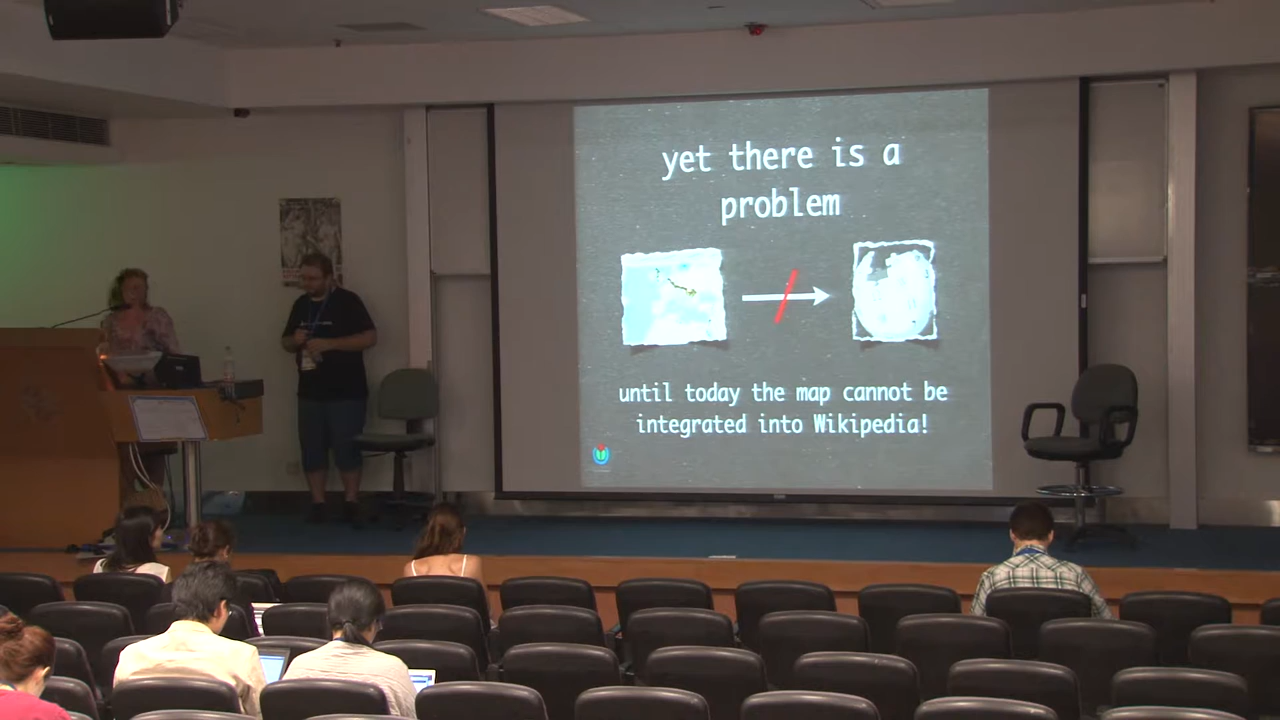 yet there is a
problem
until today the map cannot be
integrated into Wikipedia!